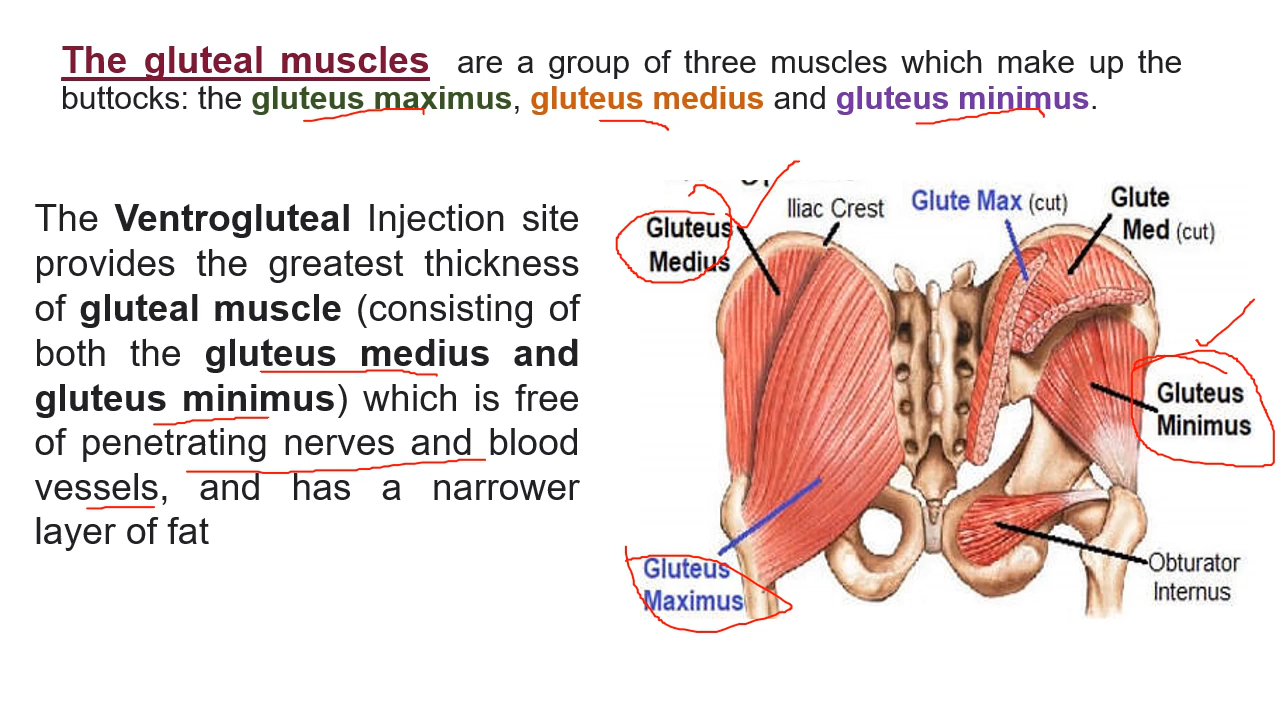 The gluteal muscles are a group of three muscles which make up the
buttocks: the gluteus maximus, gluteus medius and gluteus minimus.
The Ventrogluteal Injection site
provides the greatest thickness
of gluteal muscle (consisting of
both the gluteus medius and
gluteus minimus) which is free
of penetrating nerves and blood
vessels, and has a narrower
layer of fat
Gluteus
Medius
Iliac Crest
Glute Max (cut)
Glute
Med (cut)
Gluteus
Minimus
Gluteus
Maximus
Obturator
Internus